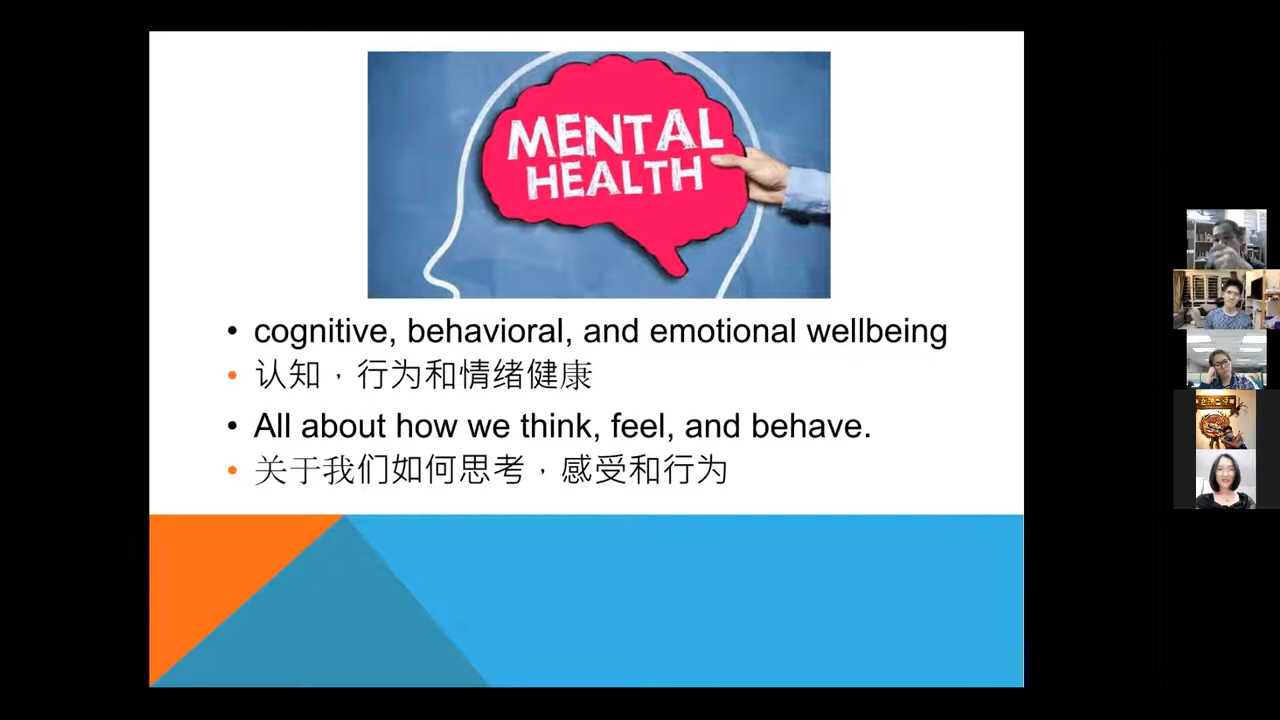 MENTAL
HEALTH
• cognitive, behavioral, and emotional wellbeing
• 认知，行为和情绪健康
• All about how we think, feel, and behave.
• 关于我们如何思考，感受和行为